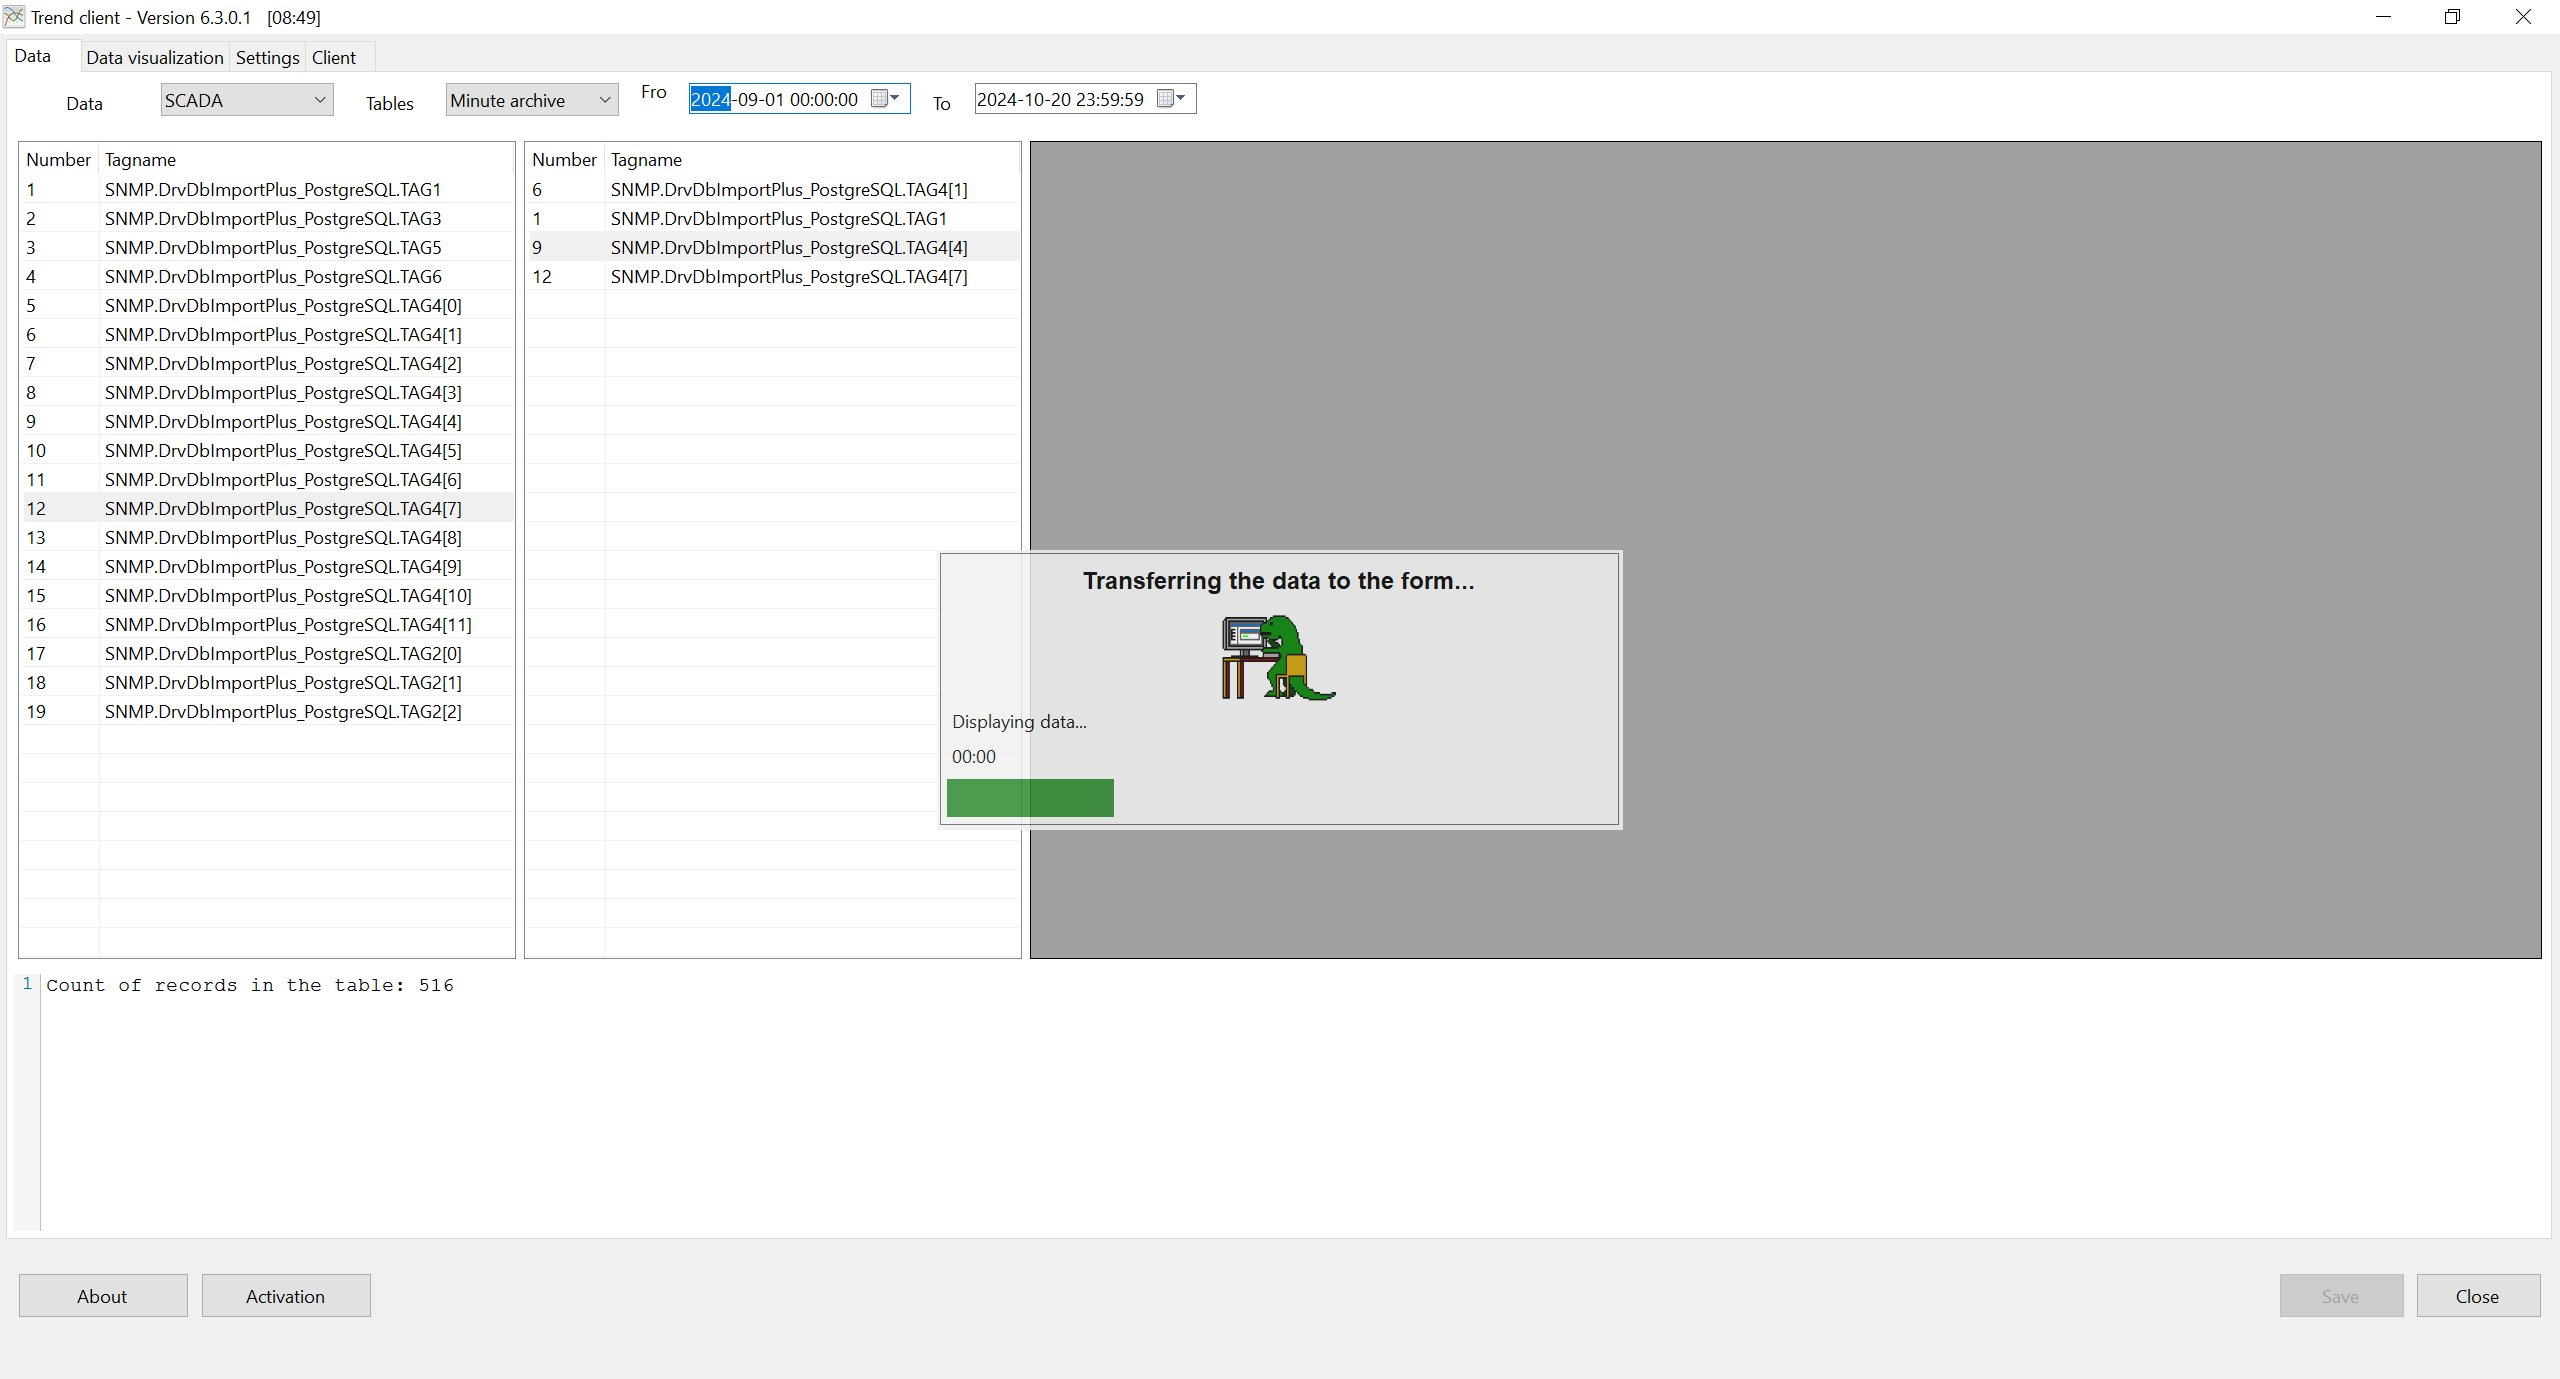 Trend client - Version 6.3.0.1 [08:49]
Data Data visualization Settings Client
Data SCADA Tables Minute archive Fro 2024-09-01 00:00:00 To 2024-10-20 23:59:59
Number Tagname
1 SNMP.DrvDbImportPlus_PostgreSQL.TAG1
2 SNMP.DrvDbImportPlus_PostgreSQL.TAG3
3 SNMP.DrvDbImportPlus_PostgreSQL.TAG5
4 SNMP.DrvDbImportPlus_PostgreSQL.TAG6
5 SNMP.DrvDbImportPlus_PostgreSQL.TAG4[0]
6 SNMP.DrvDbImportPlus_PostgreSQL.TAG4[1]
7 SNMP.DrvDbImportPlus_PostgreSQL.TAG4[2]
8 SNMP.DrvDbImportPlus_PostgreSQL.TAG4[3]
9 SNMP.DrvDbImportPlus_PostgreSQL.TAG4[4]
10 SNMP.DrvDbImportPlus_PostgreSQL.TAG4[5]
11 SNMP.DrvDbImportPlus_PostgreSQL.TAG4[6]
12 SNMP.DrvDbImportPlus_PostgreSQL.TAG4[7]
13 SNMP.DrvDbImportPlus_PostgreSQL.TAG4[8]
14 SNMP.DrvDbImportPlus_PostgreSQL.TAG4[9]
15 SNMP.DrvDbImportPlus_PostgreSQL.TAG4[10]
16 SNMP.DrvDbImportPlus_PostgreSQL.TAG4[11]
17 SNMP.DrvDbImportPlus_PostgreSQL.TAG2[0]
18 SNMP.DrvDbImportPlus_PostgreSQL.TAG2[1]
19 SNMP.DrvDbImportPlus_PostgreSQL.TAG2[2]
Number Tagname
6 SNMP.DrvDbImportPlus_PostgreSQL.TAG4[1]
1 SNMP.DrvDbImportPlus_PostgreSQL.TAG1
9 SNMP.DrvDbImportPlus_PostgreSQL.TAG4[4]
12 SNMP.DrvDbImportPlus_PostgreSQL.TAG4[7]
Transferring the data to the form...
Displaying data...
00:00
1 Count of records in the table: 516
About Activation Save Close